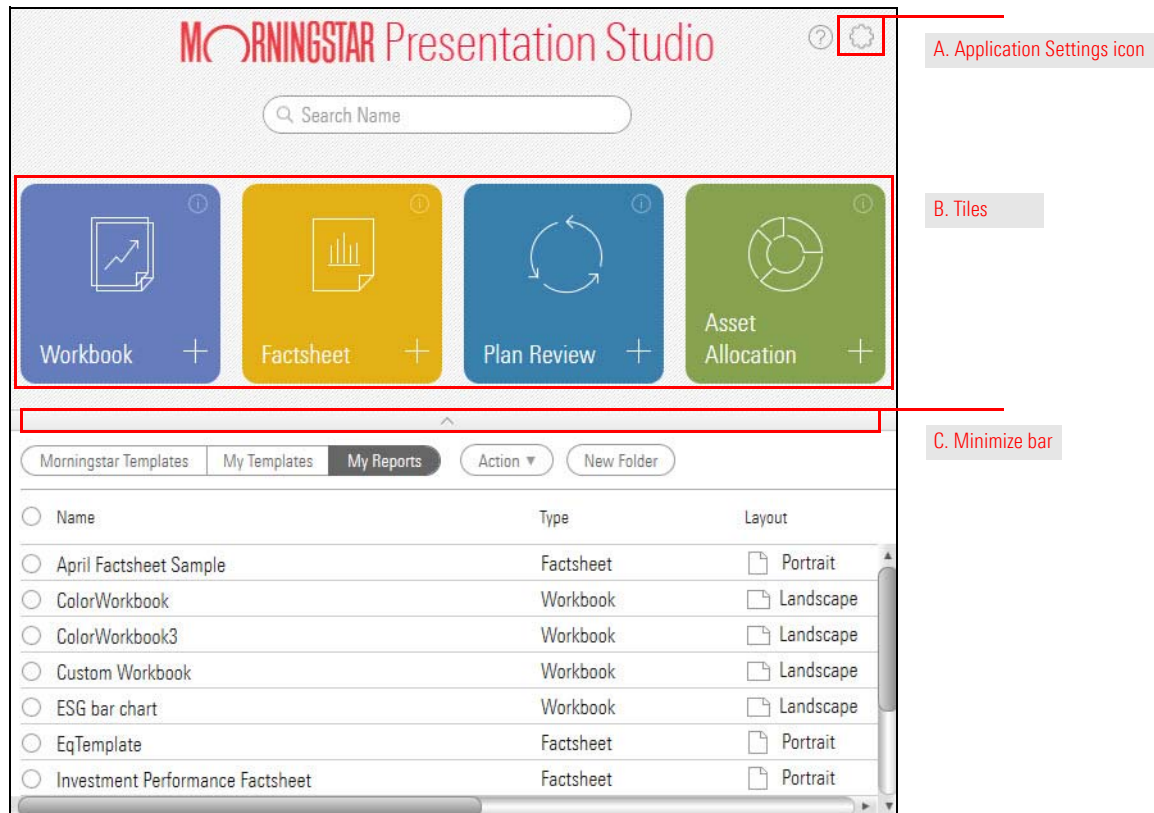 MORNINGSTAR Presentation Studio
?
A. Application Settings icon
Search Name
B. Tiles
Workbook +
Factsheet +
Plan Review +
Asset
Allocation +
C. Minimize bar
Morningstar Templates My Templates My Reports Action ▼ New Folder
Name Type Layout
April Factsheet Sample Factsheet Portrait
ColorWorkbook Workbook Landscape
ColorWorkbook3 Workbook Landscape
Custom Workbook Workbook Landscape
ESG bar chart Workbook Landscape
EqTemplate Factsheet Portrait
Investment Performance Factsheet Factsheet Portrait